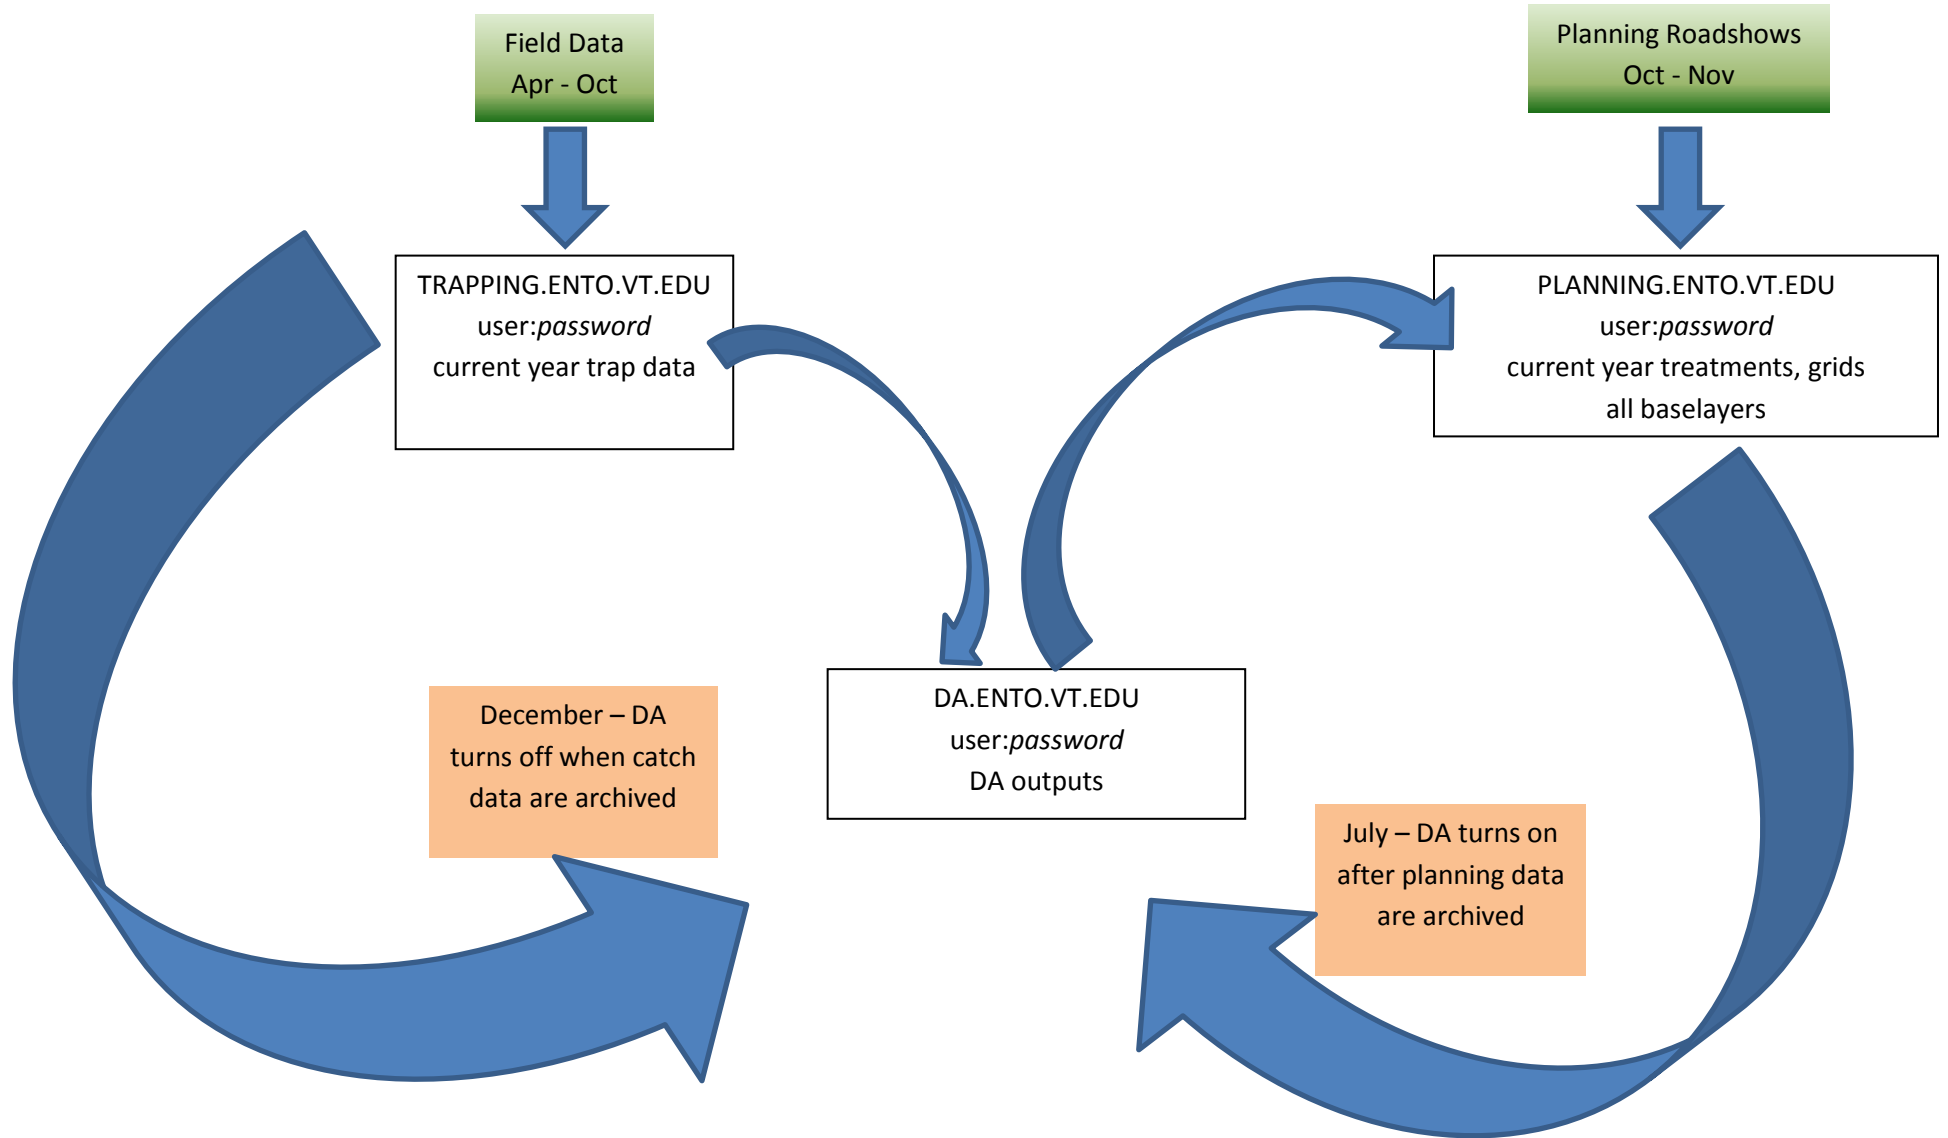 Field Data
Apr - Oct
Planning Roadshows
Oct - Nov
TRAPPING.ENTO.VT.EDU
user:password
current year trap data
PLANNING.ENTO.VT.EDU
user:password
current year treatments, grids
all baselayers
DA.ENTO.VT.EDU
user:password
DA outputs
December – DA
turns off when catch
data are archived
July – DA turns on
after planning data
are archived